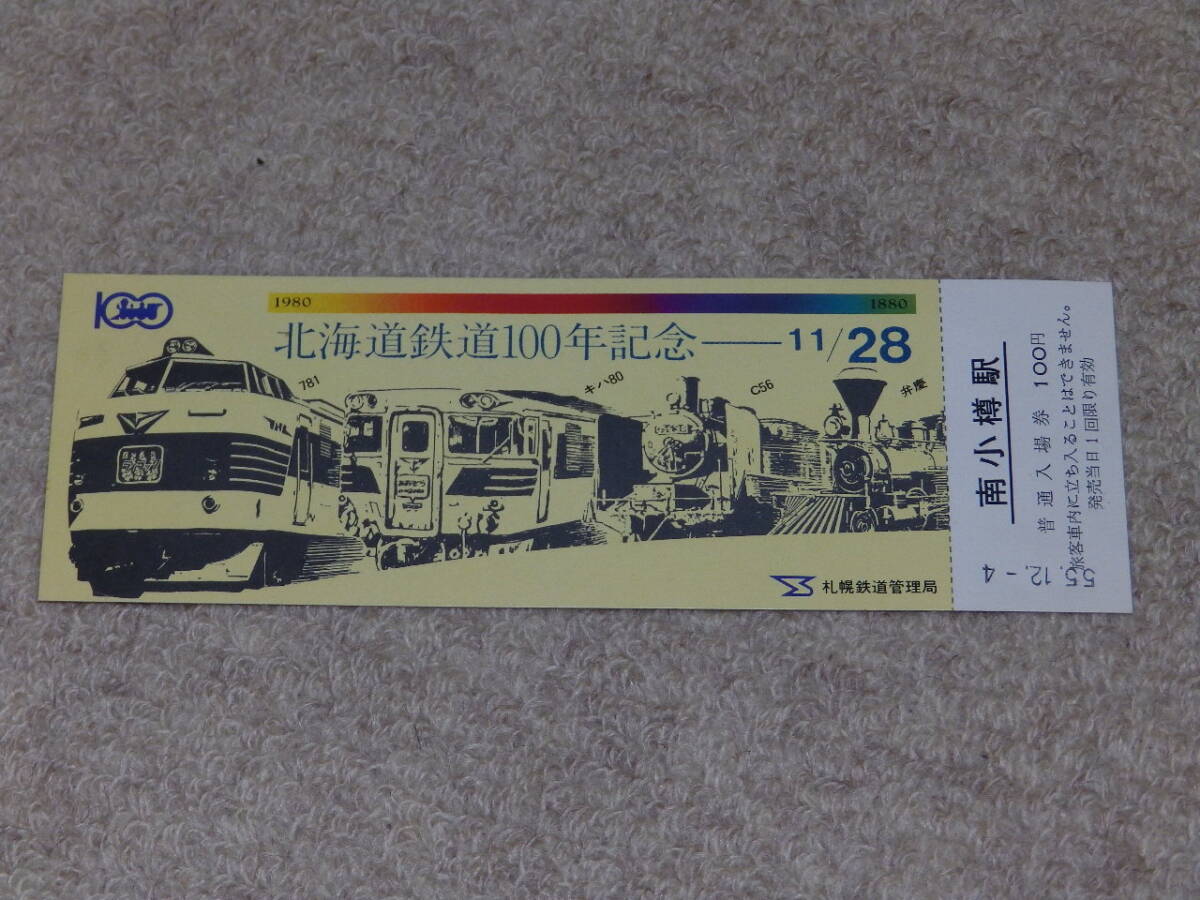 100
1980 1880
北海道鉄道100年記念——11/28
781
キハ80
C56
弁慶
札幌鉄道管理局
南小樽駅
普通入場券 100円
旅客車内に立ち入ることはできません。
発売当日1回限り有効
55.12.-4